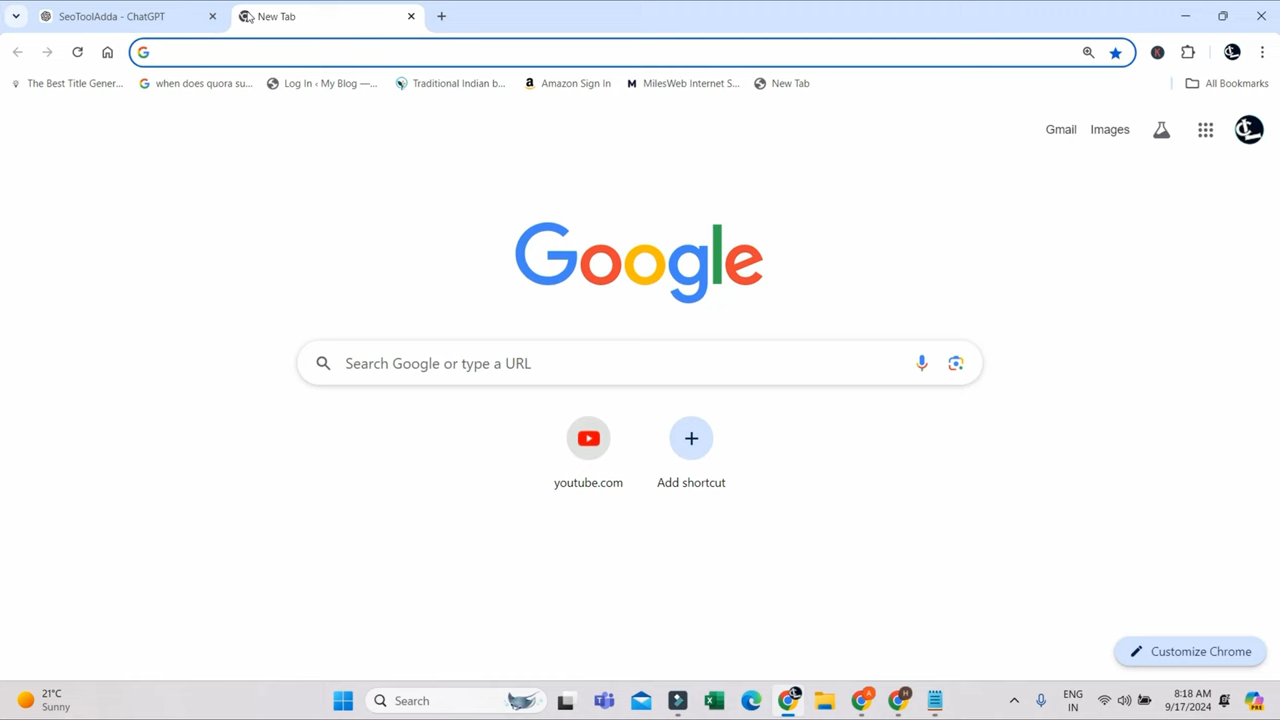 SeoToolAdda - ChatGPT
New Tab
The Best Title Gener...
when does quora su...
Log In ‹ My Blog —...
Traditional Indian b...
Amazon Sign In
MilesWeb Internet S...
New Tab
All Bookmarks
Gmail
Images
Google
Search Google or type a URL
youtube.com
Add shortcut
Customize Chrome
21°C
Sunny
Search
ENG
IN
8:18 AM
9/17/2024